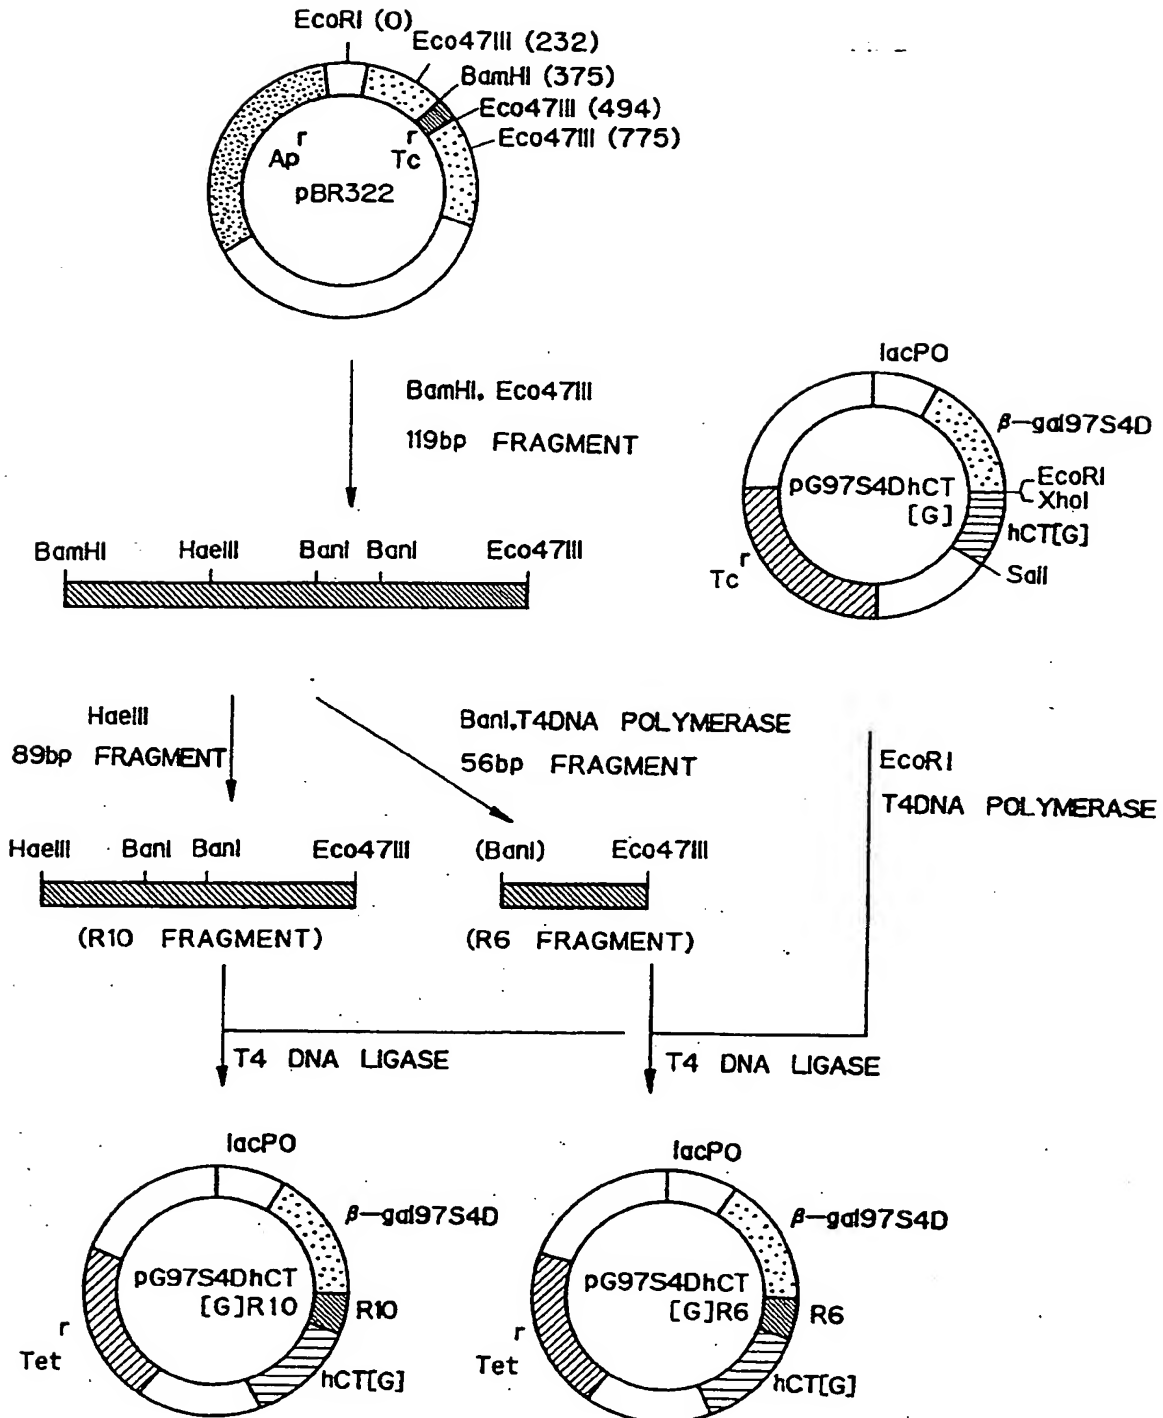 EcoRI (0)
Eco47III (232)
BamHI (375)
Eco47III (494)
Eco47III (775)
Ap r
Tc r
pBR322
BamHI, Eco47III
119bp FRAGMENT
lacPO
β-gal97S4D
EcoRI
XhoI
hCT[G]
SalI
pG97S4DhCT
[G]
Tc r
BamHI HaeIII BanI BanI Eco47III
HaeIII
89bp FRAGMENT
BanI,T4DNA POLYMERASE
56bp FRAGMENT
EcoRI
T4DNA POLYMERASE
HaeIII BanI BanI Eco47III
(BanI) Eco47III
(R10 FRAGMENT)
(R6 FRAGMENT)
T4 DNA LIGASE
T4 DNA LIGASE
lacPO
β-gal97S4D
pG97S4DhCT
[G]R10
R10
r
Tet
hCT[G]
lacPO
β-gal97S4D
pG97S4DhCT
[G]R6
R6
r
Tet
hCT[G]